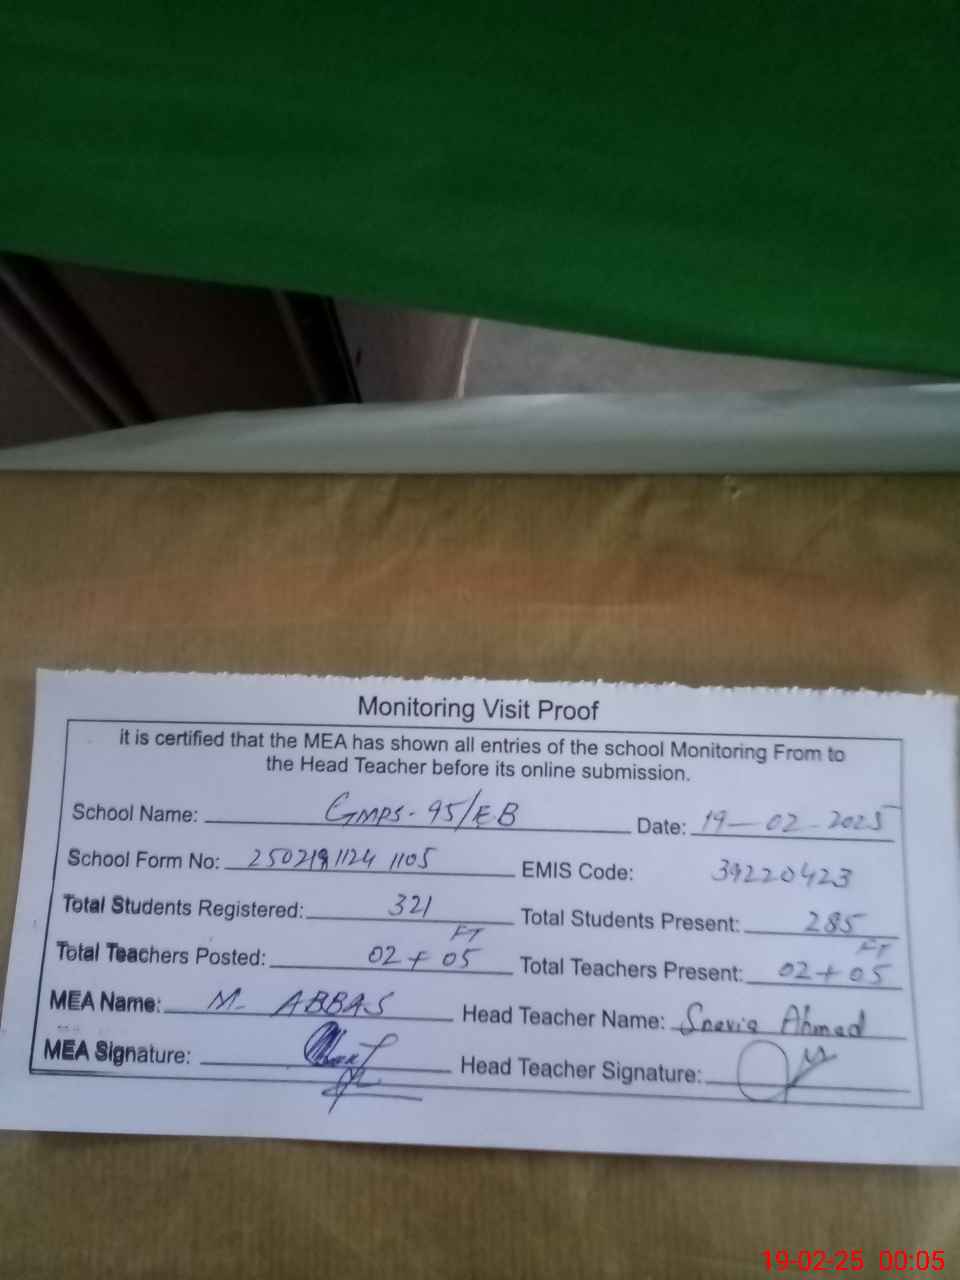 Monitoring Visit Proof
it is certified that the MEA has shown all entries of the school Monitoring From to
the Head Teacher before its online submission.
School Name: GMPS-95/EB Date: 19-02-2025
School Form No: 25021911241105 EMIS Code: 39220423
Total Students Registered: 321 Total Students Present: 285
FT FT
Total Teachers Posted: 02 + 05 Total Teachers Present: 02 + 05
MEA Name: M. ABBAS Head Teacher Name: Ahmed
MEA Signature: Head Teacher Signature:
19-02-25 00:05